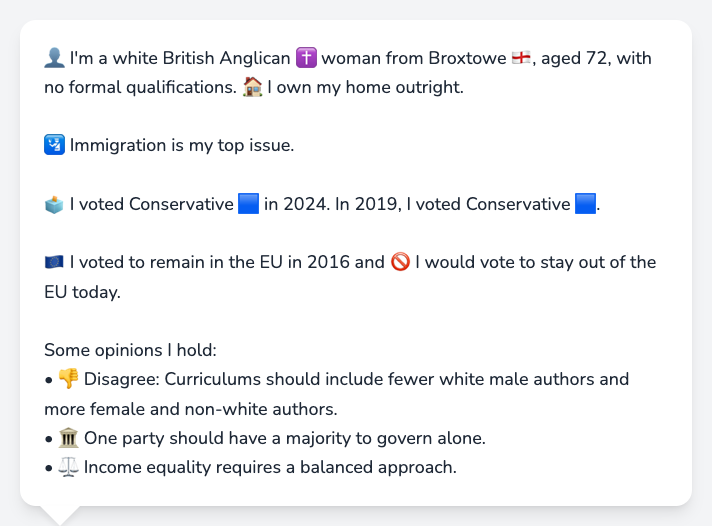 👤 I'm a white British Anglican ✝️ woman from Broxtowe 🏴󠁧󠁢󠁥󠁮󠁧󠁿, aged 72, with
no formal qualifications. 🏠 I own my home outright.
🛂 Immigration is my top issue.
🗳️ I voted Conservative 🟦 in 2024. In 2019, I voted Conservative 🟦.
🇪🇺 I voted to remain in the EU in 2016 and 🚫 I would vote to stay out of the
EU today.
Some opinions I hold:
• 👎 Disagree: Curriculums should include fewer white male authors and
more female and non-white authors.
• 🏛️ One party should have a majority to govern alone.
• ⚖️ Income equality requires a balanced approach.